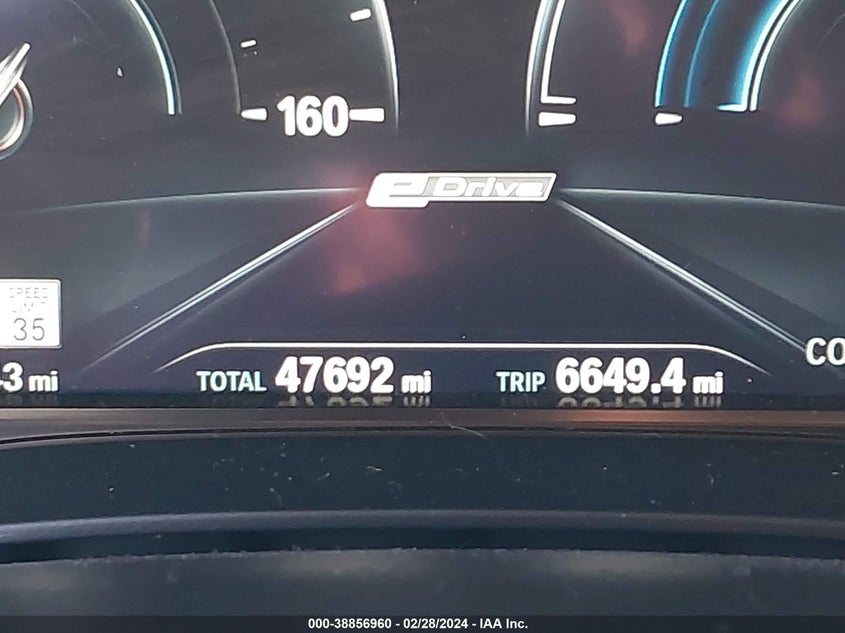 160
eDrive
SPEED
LIMIT
35
3 mi
TOTAL 47692 mi
TRIP 6649.4 mi
CO
000-38856960 - 02/28/2024 - IAA Inc.